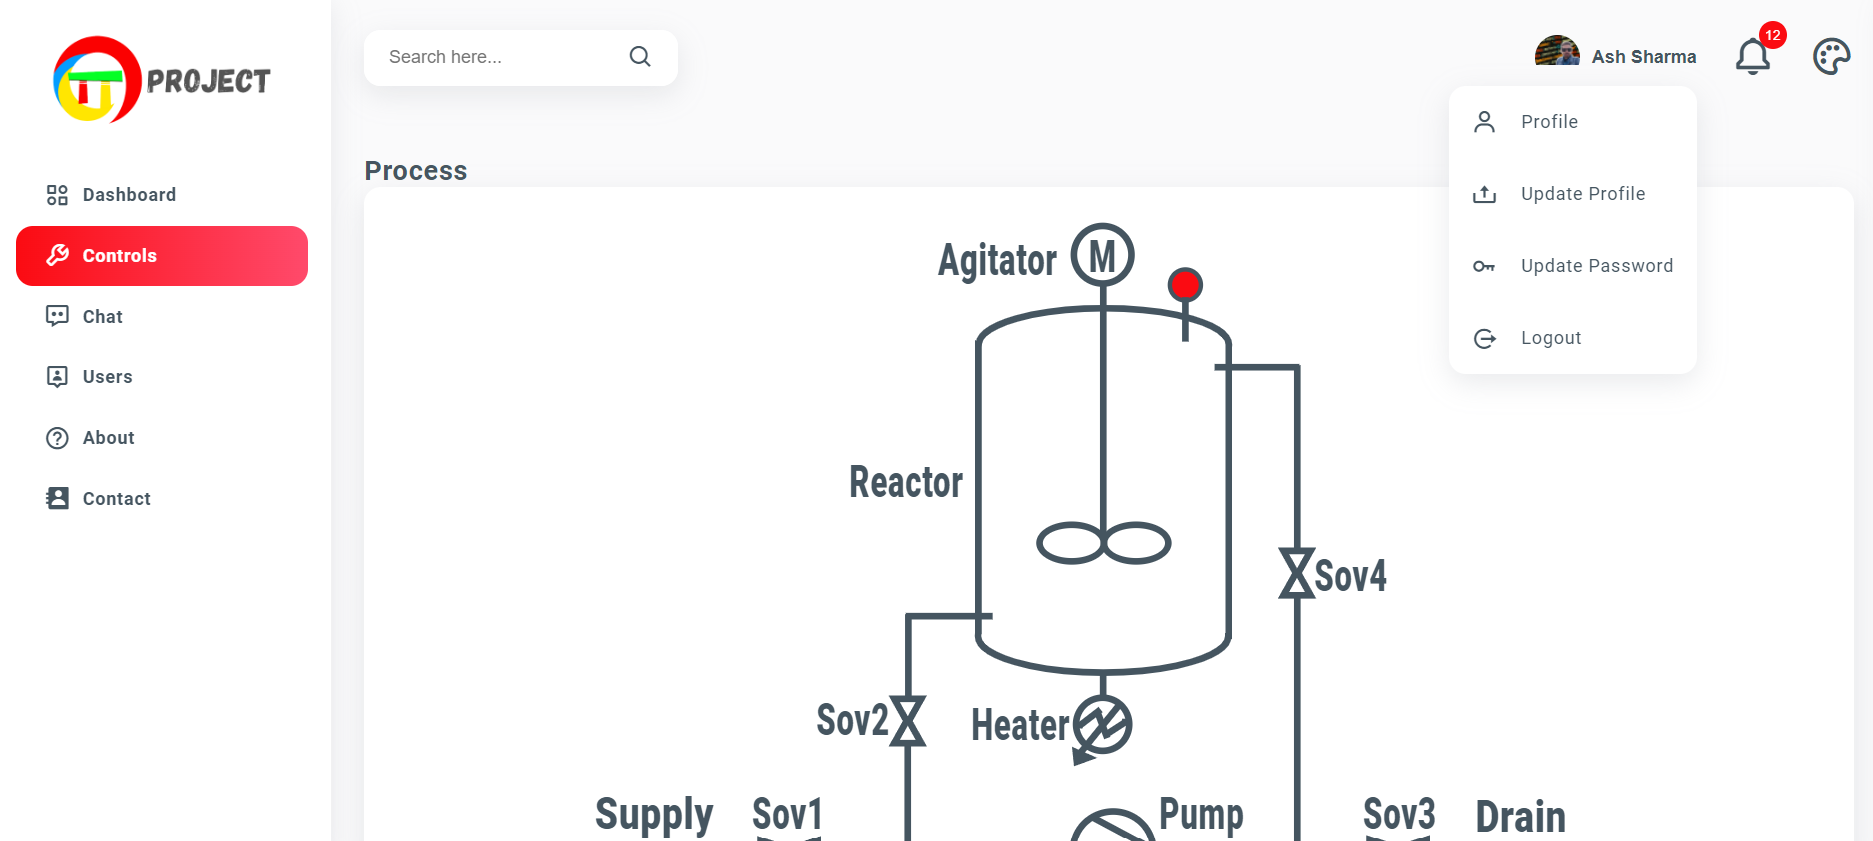 PROJECT
Search here...
Ash Sharma
12
Dashboard
Controls
Chat
Users
About
Contact
Profile
Update Profile
Update Password
Logout
Process
Agitator
M
Reactor
Sov4
Sov2
Heater
Supply
Sov1
Pump
Sov3
Drain